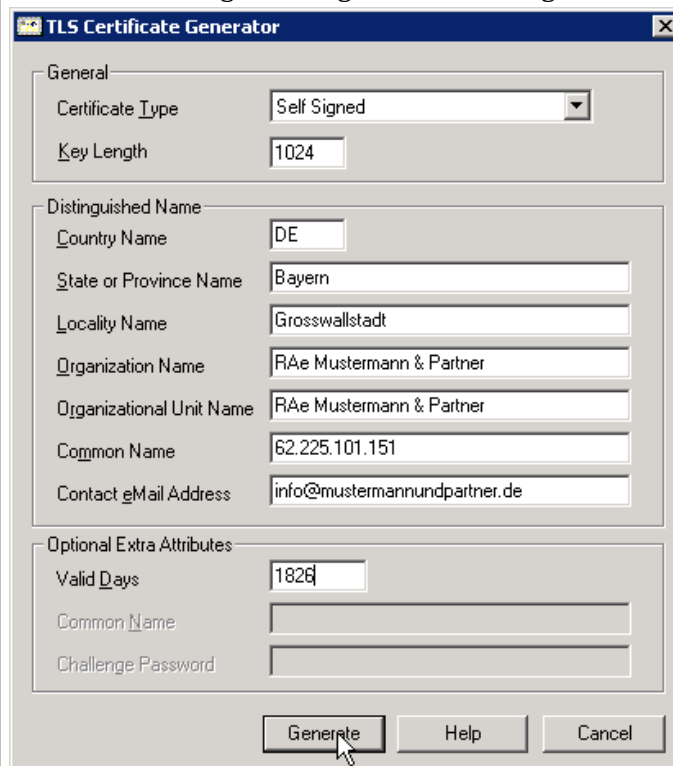 TLS Certificate Generator
General
Certificate Type Self Signed
Key Length 1024
Distinguished Name
Country Name DE
State or Province Name Bayern
Locality Name Grosswallstadt
Organization Name RAe Mustermann & Partner
Organizational Unit Name RAe Mustermann & Partner
Common Name 62.225.101.151
Contact eMail Address info@mustermannundpartner.de
Optional Extra Attributes
Valid Days 1826
Common Name
Challenge Password
Generate Help Cancel